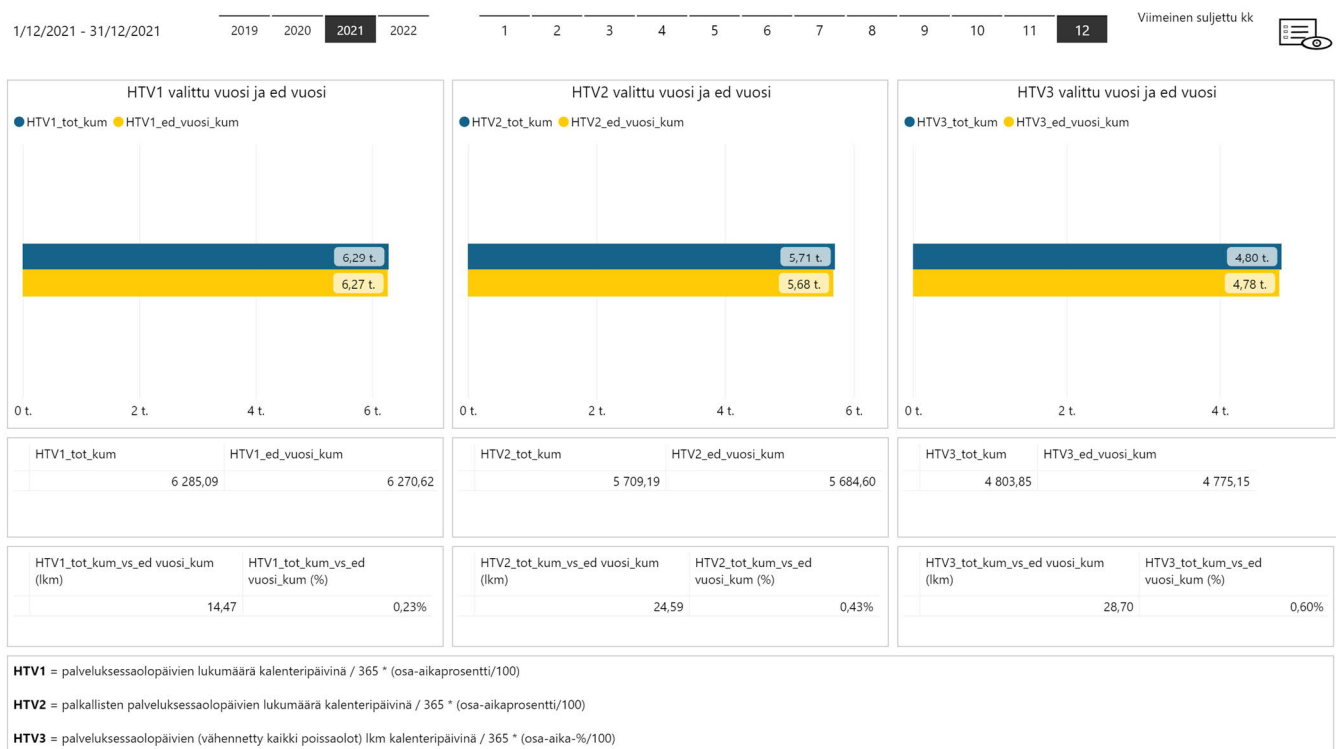 1/12/2021 - 31/12/2021 2019 2020 2021 2022 1 2 3 4 5 6 7 8 9 10 11 12 Viimeinen suljettu kk
HTV1 valittu vuosi ja ed vuosi
HTV1_tot_kum HTV1_ed_vuosi_kum
6,29 t.
6,27 t.
0 t. 2 t. 4 t. 6 t.
HTV2 valittu vuosi ja ed vuosi
HTV2_tot_kum HTV2_ed_vuosi_kum
5,71 t.
5,68 t.
0 t. 2 t. 4 t. 6 t.
HTV3 valittu vuosi ja ed vuosi
HTV3_tot_kum HTV3_ed_vuosi_kum
4,80 t.
4,78 t.
0 t. 2 t. 4 t.
HTV1_tot_kum HTV1_ed_vuosi_kum
6 285,09 6 270,62
HTV2_tot_kum HTV2_ed_vuosi_kum
5 709,19 5 684,60
HTV3_tot_kum HTV3_ed_vuosi_kum
4 803,85 4 775,15
HTV1_tot_kum_vs_ed vuosi_kum HTV1_tot_kum_vs_ed
(lkm) vuosi_kum (%)
14,47 0,23%
HTV2_tot_kum_vs_ed vuosi_kum HTV2_tot_kum_vs_ed
(lkm) vuosi_kum (%)
24,59 0,43%
HTV3_tot_kum_vs_ed vuosi_kum HTV3_tot_kum_vs_ed
(lkm) vuosi_kum (%)
28,70 0,60%
HTV1 = palveluksessaolopäivien lukumäärä kalenteripäivinä / 365 * (osa-aikaprosentti/100)
HTV2 = palkallisten palveluksessaolopäivien lukumäärä kalenteripäivinä / 365 * (osa-aikaprosentti/100)
HTV3 = palveluksessaolopäivien (vähennetty kaikki poissaolot) lkm kalenteripäivinä / 365 * (osa-aika-%/100)